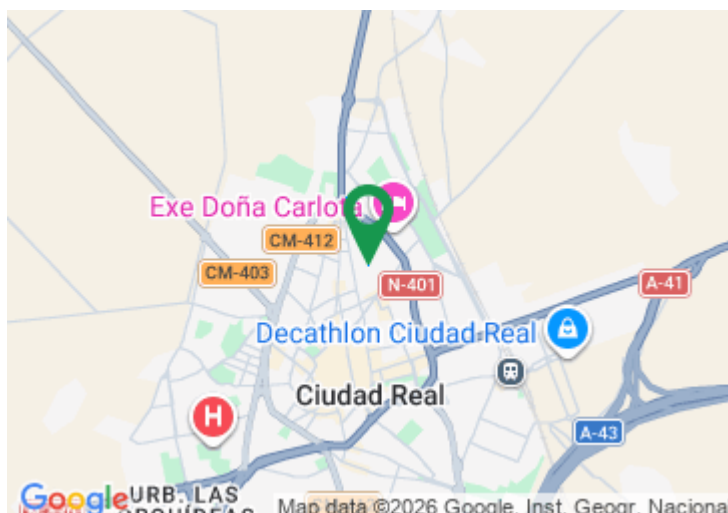 Exe Doña Carlota
CM-412
CM-403
N-401
A-41
Decathlon Ciudad Real
Ciudad Real
H
A-43
Google
URB. LAS
Map data ©2026 Google, Inst. Geogr. Naciona